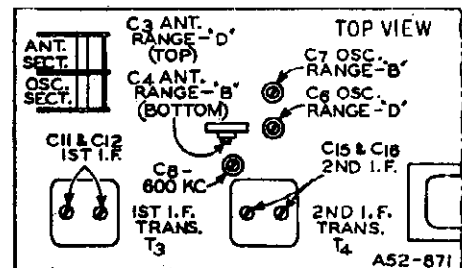 TOP VIEW
ANT.
SECT.
OSC.
SECT.
C3 ANT.
RANGE-"D"
(TOP)
C4 ANT.
RANGE-"B"
(BOTTOM)
C7 OSC.
RANGE-"B"
C6 OSC.
RANGE-"D"
C11 & C12
1ST I.F.
C8-
600 KC
C15 & C16
2ND I.F.
1ST I.F.
TRANS.
T3
2ND I.F.
TRANS.
T4
A52-871